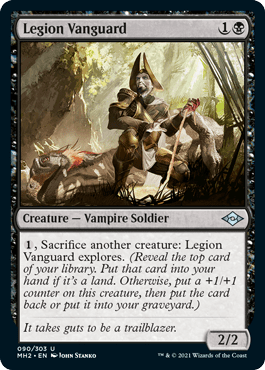 Legion Vanguard 1
Creature — Vampire Soldier
1, Sacrifice another creature: Legion
Vanguard explores. (Reveal the top card
of your library. Put that card into your
hand if it's a land. Otherwise, put a +1/+1
counter on this creature, then put the card
back or put it into your graveyard.)
It takes guts to be a trailblazer.
2/2
090/303 U
MH2 • EN JOHN STANKO
™ & © 2021 Wizards of the Coast